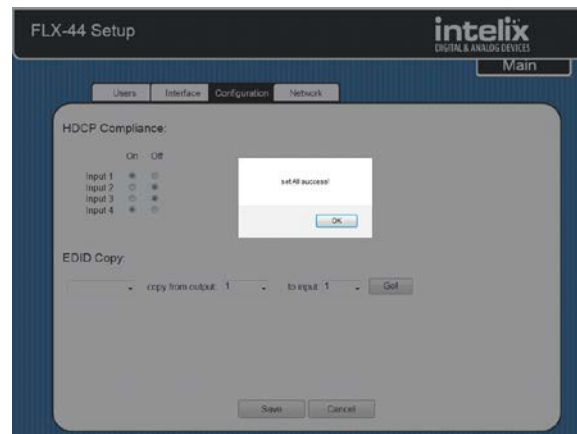 FLX-44 Setup
intelix
DIGITAL & ANALOG DEVICES
Main
Users Interface Configuration Network
HDCP Compliance:
On Off
Input 1
Input 2
Input 3
Input 4
set All success!
OK
EDID Copy:
copy from output: 1 to input 1 Go!
Save Cancel